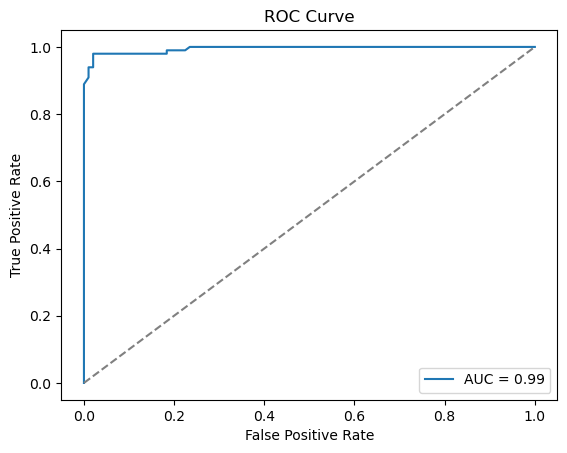 ROC Curve
1.0
0.8
0.6
0.4
0.2
0.0
True Positive Rate
AUC = 0.99
0.0 0.2 0.4 0.6 0.8 1.0
False Positive Rate